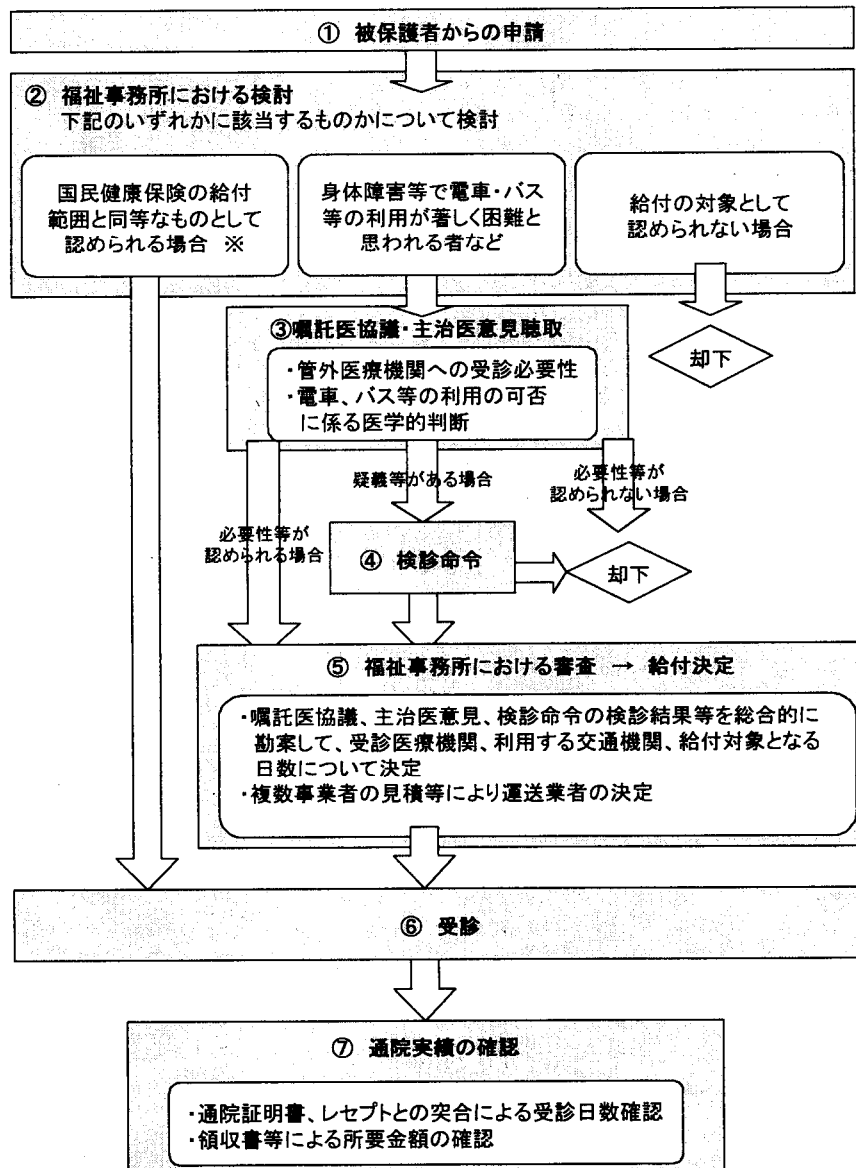 ① 被保護者からの申請
② 福祉事務所における検討
下記のいずれかに該当するものかについて検討
国民健康保険の給付
範囲と同等なものとして
認められる場合 ※
身体障害等で電車・バス
等の利用が著しく困難と
思われる者など
給付の対象として
認められない場合
③嘱託医協議・主治医意見聴取
・管外医療機関への受診必要性
・電車、バス等の利用の可否
に係る医学的判断
却下
疑義等がある場合
必要性等が
認められない場合
必要性等が
認められる場合
④ 検診命令
却下
⑤ 福祉事務所における審査 → 給付決定
・嘱託医協議、主治医意見、検診命令の検診結果等を総合的に
勘案して、受診医療機関、利用する交通機関、給付対象となる
日数について決定
・複数事業者の見積等により運送業者の決定
⑥ 受診
⑦ 通院実績の確認
・通院証明書、レセプトとの突合による受診日数確認
・領収書等による所要金額の確認